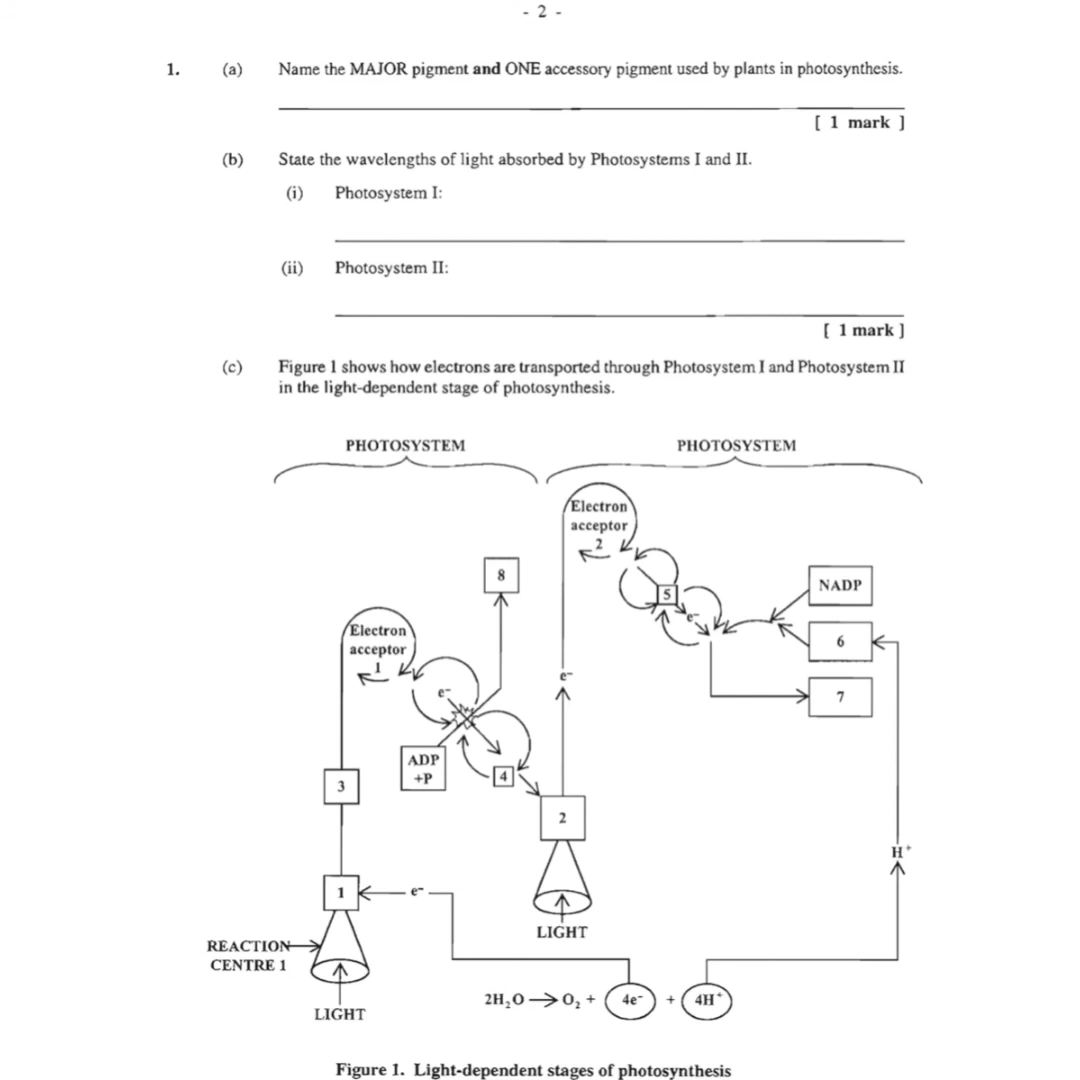 - 2 -
1. (a) Name the MAJOR pigment and ONE accessory pigment used by plants in photosynthesis.
[ 1 mark ]
(b) State the wavelengths of light absorbed by Photosystems I and II.
(i) Photosystem I:
(ii) Photosystem II:
[ 1 mark ]
(c) Figure 1 shows how electrons are transported through Photosystem I and Photosystem II
in the light-dependent stage of photosynthesis.
PHOTOSYSTEM
PHOTOSYSTEM
Electron
acceptor
2
8
5
e⁻
NADP
6
7
Electron
acceptor
1
e⁻
e⁻
ADP
+P
4
3
2
1
e⁻
H⁺
LIGHT
REACTION
CENTRE 1
LIGHT
2H₂O → O₂ + 4e⁻ + 4H⁺
Figure 1. Light-dependent stages of photosynthesis